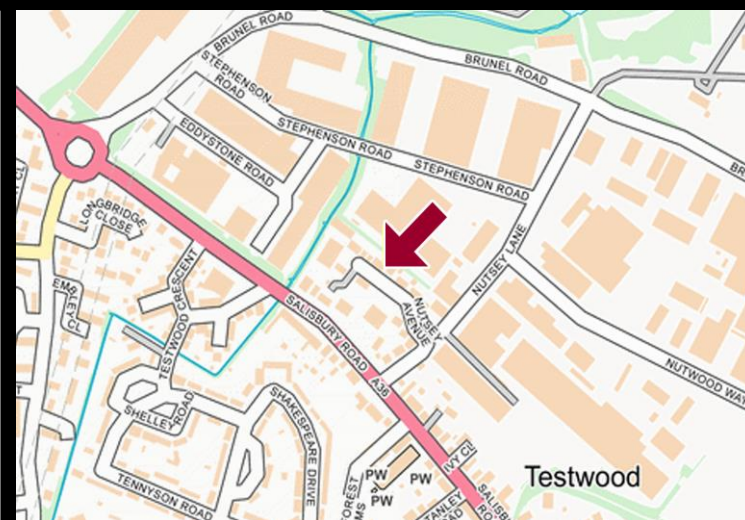 BRUNEL ROAD
BRUNEL ROAD
STEPHENSON
ROAD
STEPHENSON ROAD
STEPHENSON ROAD
EDDYSTONE ROAD
LONGBRIDGE
CLOSE
TESTWOOD CRESCENT
NUTSEY LANE
NUTSEY
AVENUE
SALISBURY ROAD A36
NUTWOOD WAY
SHELLEY ROAD
SHAKESPEARE DRIVE
TENNYSON ROAD
IVY CL
PW
PW
PW
Testwood